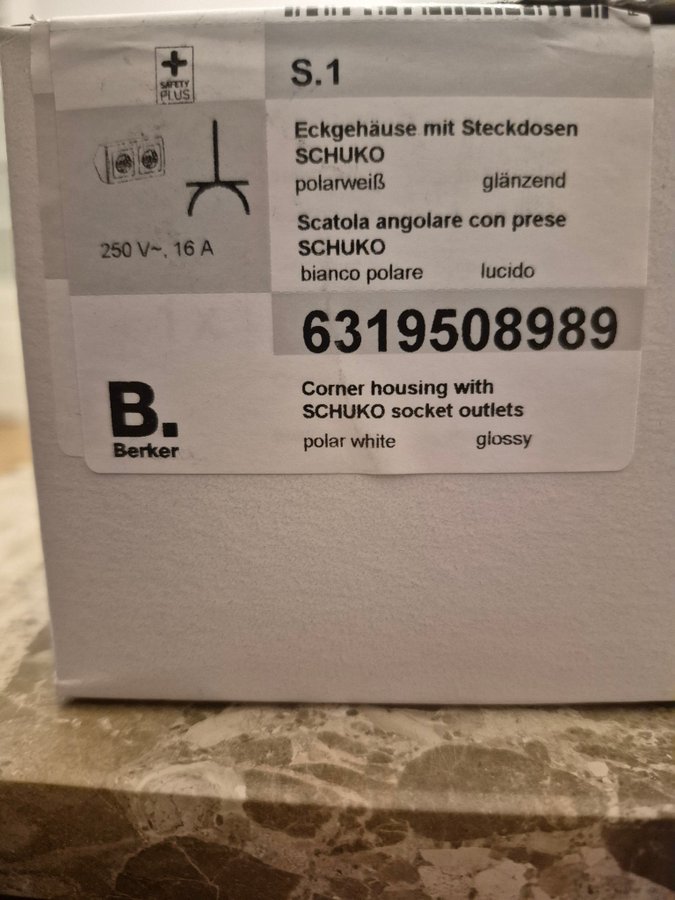 SAFETY
PLUS
S.1
Eckgehäuse mit Steckdosen
SCHUKO
polarweiß glänzend
Scatola angolare con prese
SCHUKO
bianco polare lucido
250 V~, 16 A
6319508989
Corner housing with
SCHUKO socket outlets
polar white glossy
B.
Berker